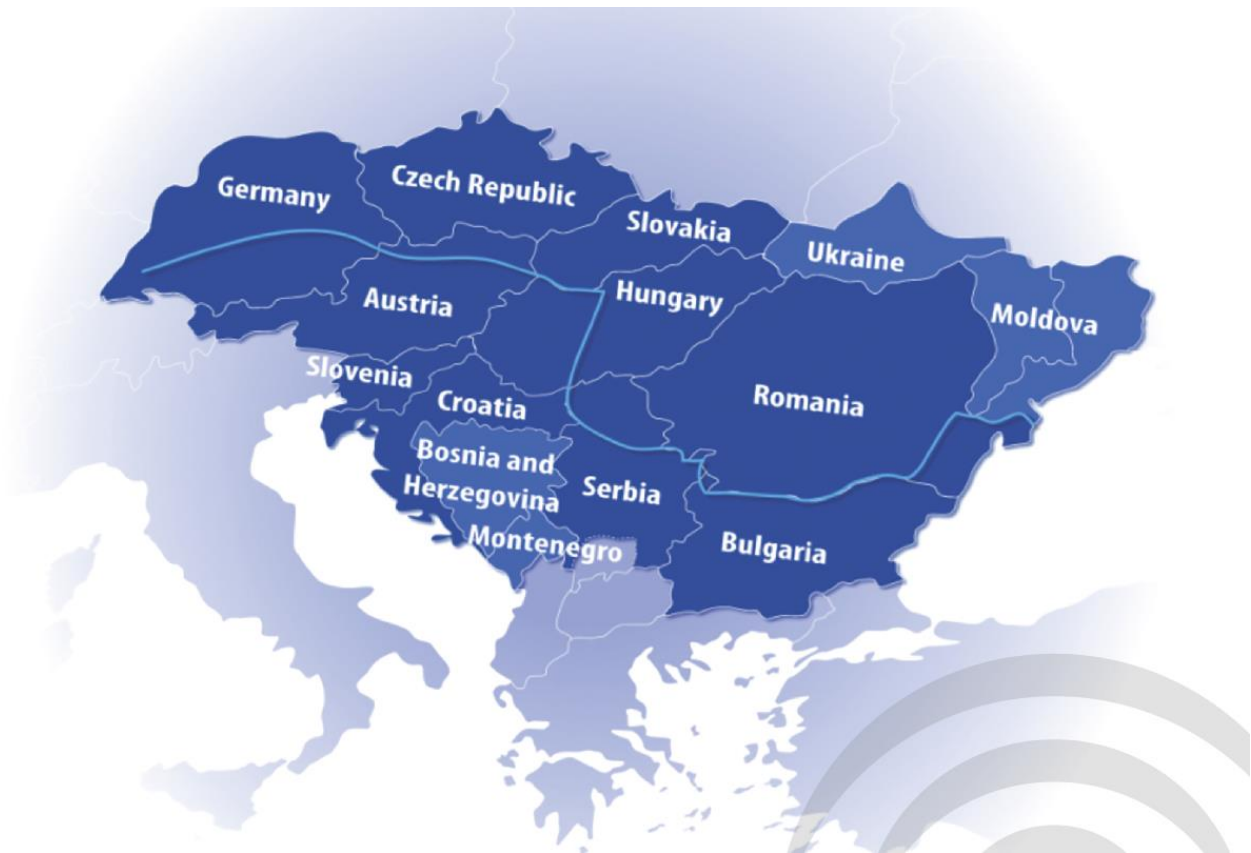 Germany
Czech Republic
Slovakia
Ukraine
Austria
Hungary
Moldova
Slovenia
Croatia
Romania
Bosnia and
Herzegovina
Serbia
Montenegro
Bulgaria